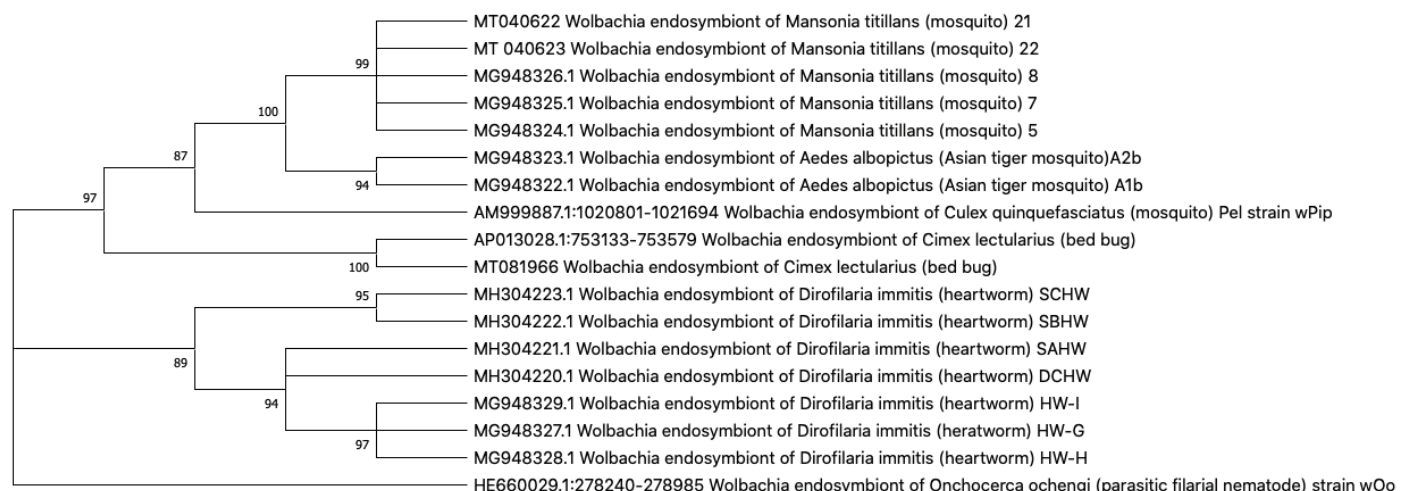 MT040622 Wolbachia endosymbiont of Mansonia titillans (mosquito) 21
MT 040623 Wolbachia endosymbiont of Mansonia titillans (mosquito) 22
99
MG948326.1 Wolbachia endosymbiont of Mansonia titillans (mosquito) 8
MG948325.1 Wolbachia endosymbiont of Mansonia titillans (mosquito) 7
100
MG948324.1 Wolbachia endosymbiont of Mansonia titillans (mosquito) 5
87
MG948323.1 Wolbachia endosymbiont of Aedes albopictus (Asian tiger mosquito)A2b
94
MG948322.1 Wolbachia endosymbiont of Aedes albopictus (Asian tiger mosquito) A1b
97
AM999887.1:1020801-1021694 Wolbachia endosymbiont of Culex quinquefasciatus (mosquito) Pel strain wPip
AP013028.1:753133-753579 Wolbachia endosymbiont of Cimex lectularius (bed bug)
100
MT081966 Wolbachia endosymbiont of Cimex lectularius (bed bug)
95
MH304223.1 Wolbachia endosymbiont of Dirofilaria immitis (heartworm) SCHW
MH304222.1 Wolbachia endosymbiont of Dirofilaria immitis (heartworm) SBHW
MH304221.1 Wolbachia endosymbiont of Dirofilaria immitis (heartworm) SAHW
89
MH304220.1 Wolbachia endosymbiont of Dirofilaria immitis (heartworm) DCHW
94
MG948329.1 Wolbachia endosymbiont of Dirofilaria immitis (heartworm) HW-I
MG948327.1 Wolbachia endosymbiont of Dirofilaria immitis (heratworm) HW-G
97
MG948328.1 Wolbachia endosymbiont of Dirofilaria immitis (heartworm) HW-H
HE660029.1:278240-278985 Wolbachia endosymbiont of Onchocerca ochengi (parasitic filarial nematode) strain wOo